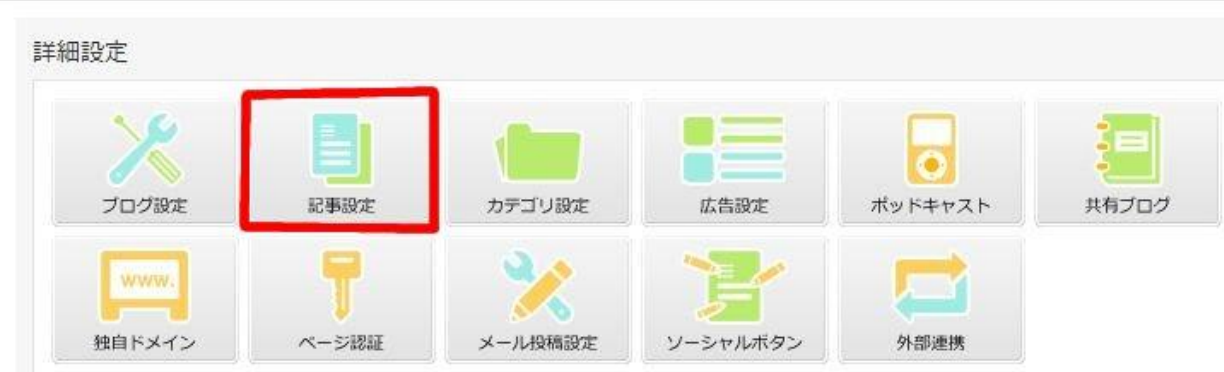 詳細設定
ブログ設定
記事設定
カテゴリ設定
広告設定
ポッドキャスト
共有ブログ
www.
独自ドメイン
ページ認証
メール投稿設定
ソーシャルボタン
外部連携